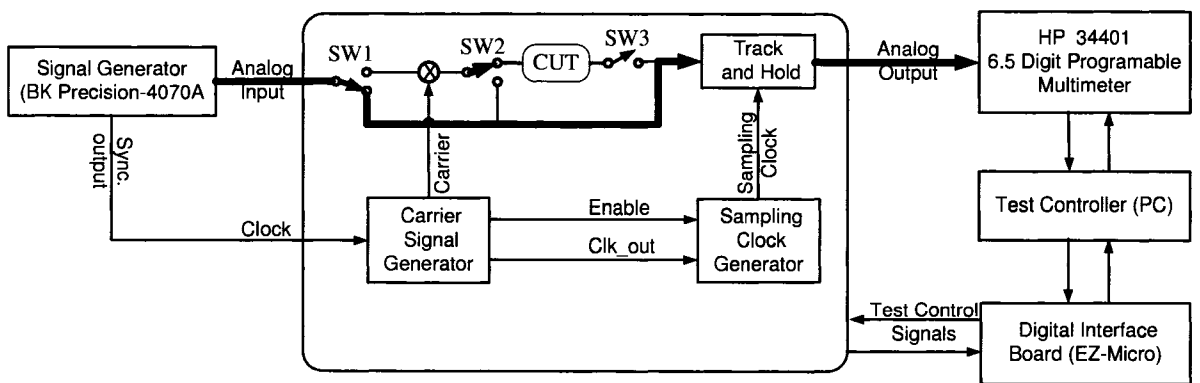 Signal Generator
(BK Precision-4070A
Analog
Input
Sync.
output
Clock
SW1
SW2
CUT
SW3
Track
and Hold
Analog
Output
HP 34401
6.5 Digit Programable
Multimeter
Carrier
Sampling
Clock
Carrier
Signal
Generator
Enable
Clk_out
Sampling
Clock
Generator
Test Controller (PC)
Test Control
Signals
Digital Interface
Board (EZ-Micro)